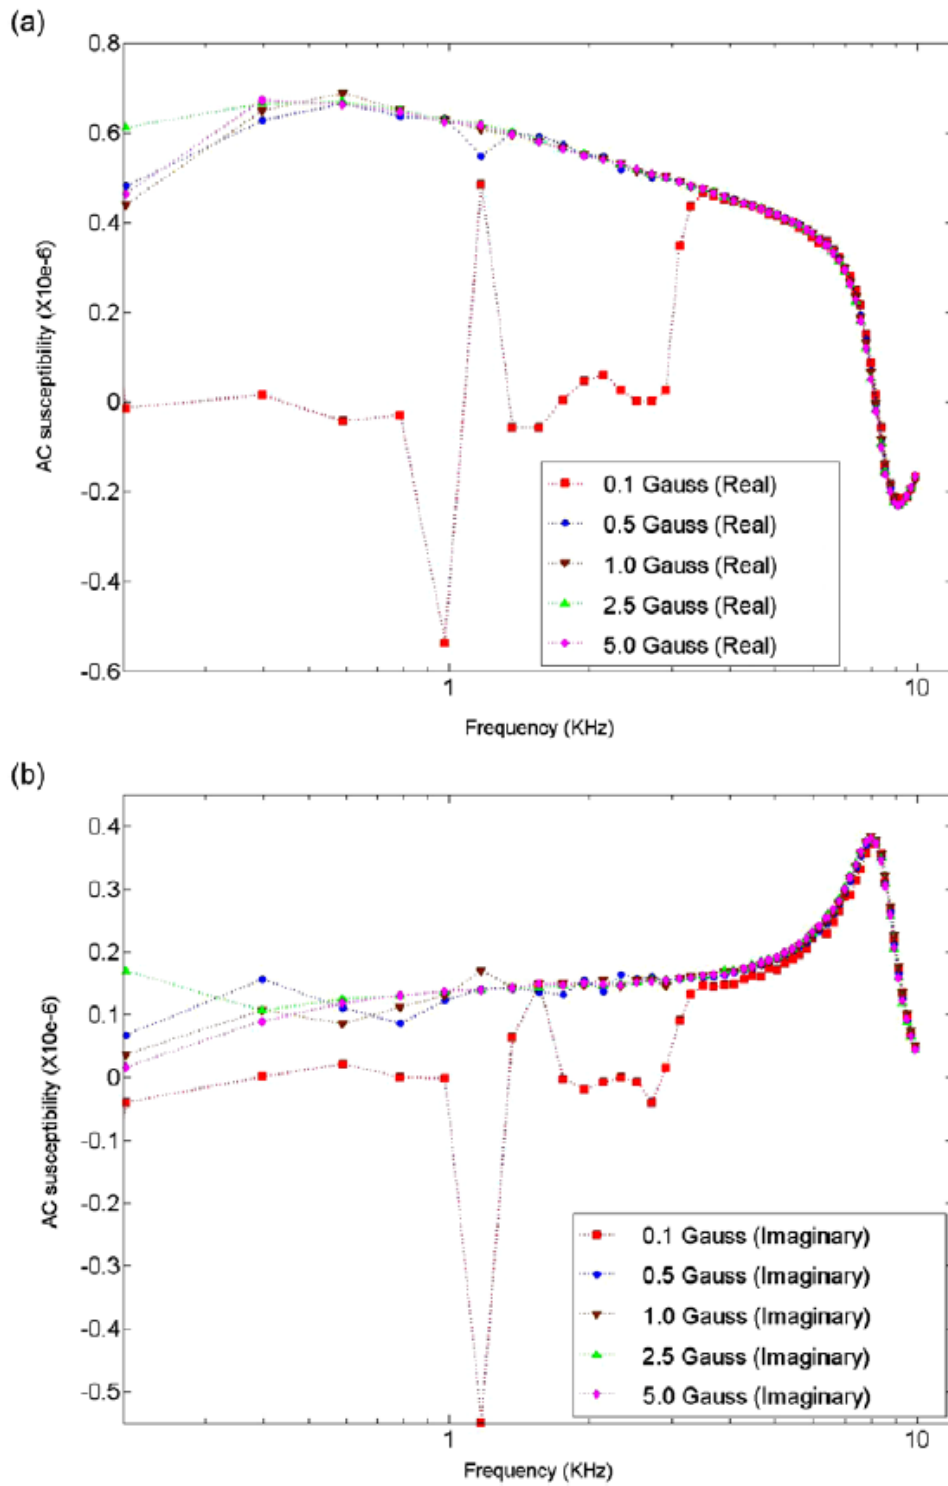 (a)
0.8
0.6
0.4
0.2
0
-0.2
-0.4
-0.6
AC susceptibility (X10e-6)
0.1 Gauss (Real)
0.5 Gauss (Real)
1.0 Gauss (Real)
2.5 Gauss (Real)
5.0 Gauss (Real)
1
10
Frequency (KHz)
(b)
0.4
0.3
0.2
0.1
0
-0.1
-0.2
-0.3
-0.4
-0.5
AC susceptibility (X10e-6)
0.1 Gauss (Imaginary)
0.5 Gauss (Imaginary)
1.0 Gauss (Imaginary)
2.5 Gauss (Imaginary)
5.0 Gauss (Imaginary)
1
10
Frequency (KHz)